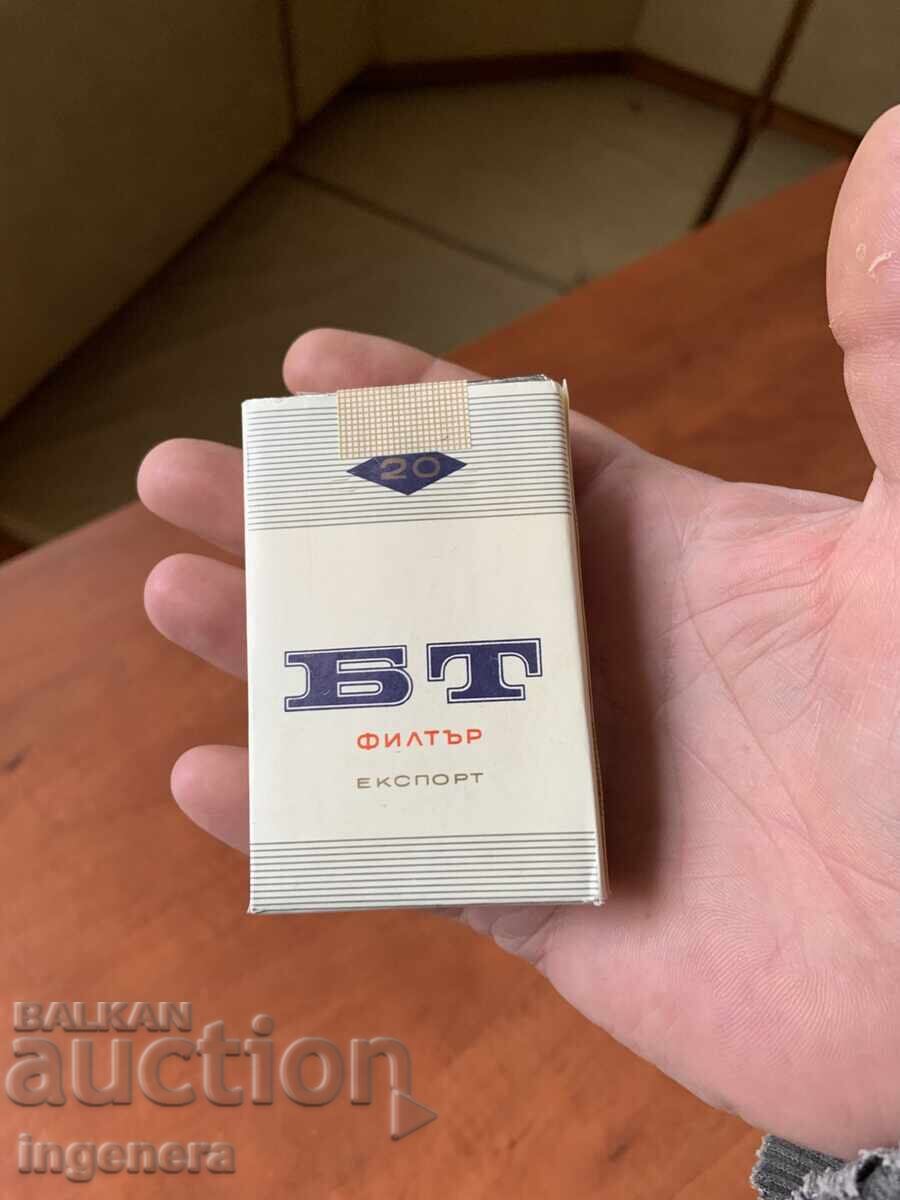 20
БТ
ФИЛТЪР
ЕКСПОРТ
BALKAN
auction
ingenera